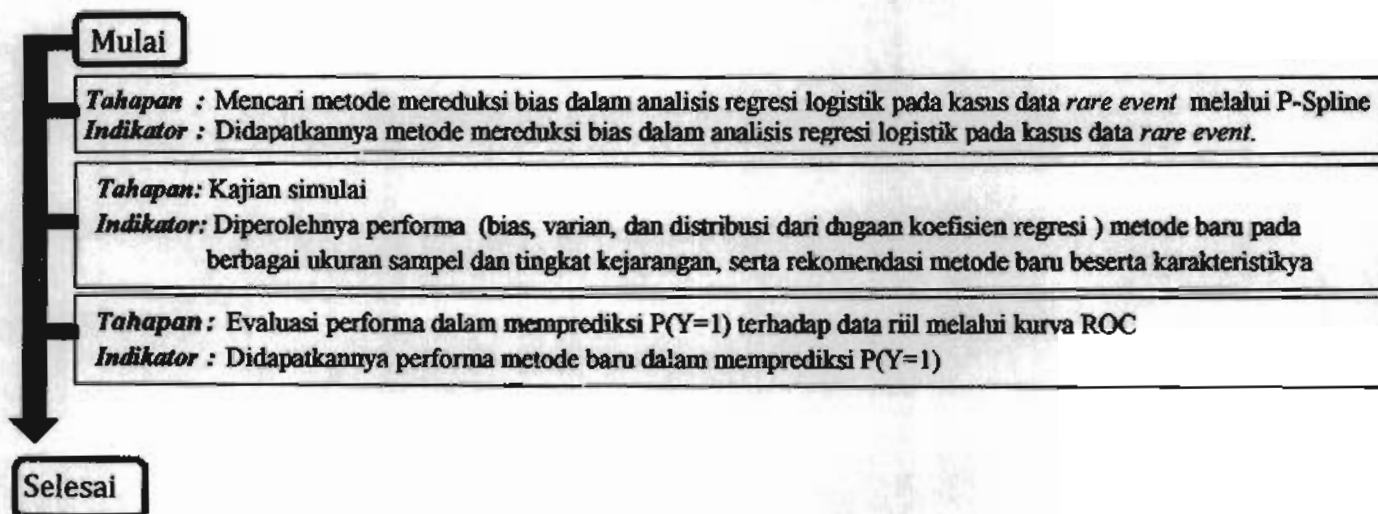 Mulai
Tahapan : Mencari metode mereduksi bias dalam analisis regresi logistik pada kasus data rare event melalui P-Spline
Indikator : Didapatkannya metode mereduksi bias dalam analisis regresi logistik pada kasus data rare event.
Tahapan: Kajian simulai
Indikator: Diperolehnya performa (bias, varian, dan distribusi dari dugaan koefisien regresi ) metode baru pada
berbagai ukuran sampel dan tingkat kejarangan, serta rekomendasi metode baru beserta karakteristikya
Tahapan : Evaluasi performa dalam memprediksi P(Y=1) terhadap data riil melalui kurva ROC
Indikator : Didapatkannya performa metode baru dalam memprediksi P(Y=1)
Selesai